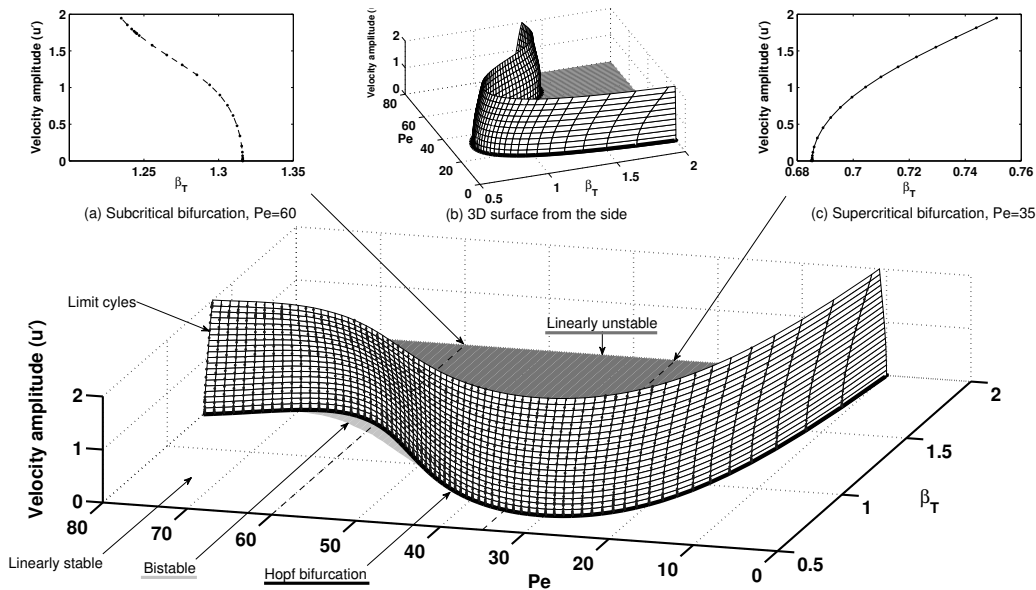 2
1.5
1
0.5
0
Velocity amplitude (u')
1.25
1.3
1.35
β_T
(a) Subcritical bifurcation, Pe=60
Velocity amplitude (
2
1
0
80
60
40
20
0
Pe
0.5
1
1.5
2
β_T
(b) 3D surface from the side
2
1.5
1
0.5
0
Velocity amplitude (u')
0.68
0.7
0.72
0.74
0.76
β_T
(c) Supercritical bifurcation, Pe=35
Limit cyles
Linearly unstable
Velocity amplitude (u')
2
1
0
80
70
60
50
40
30
20
10
0
Pe
0.5
1
1.5
2
β_T
Linearly stable
Bistable
Hopf bifurcation